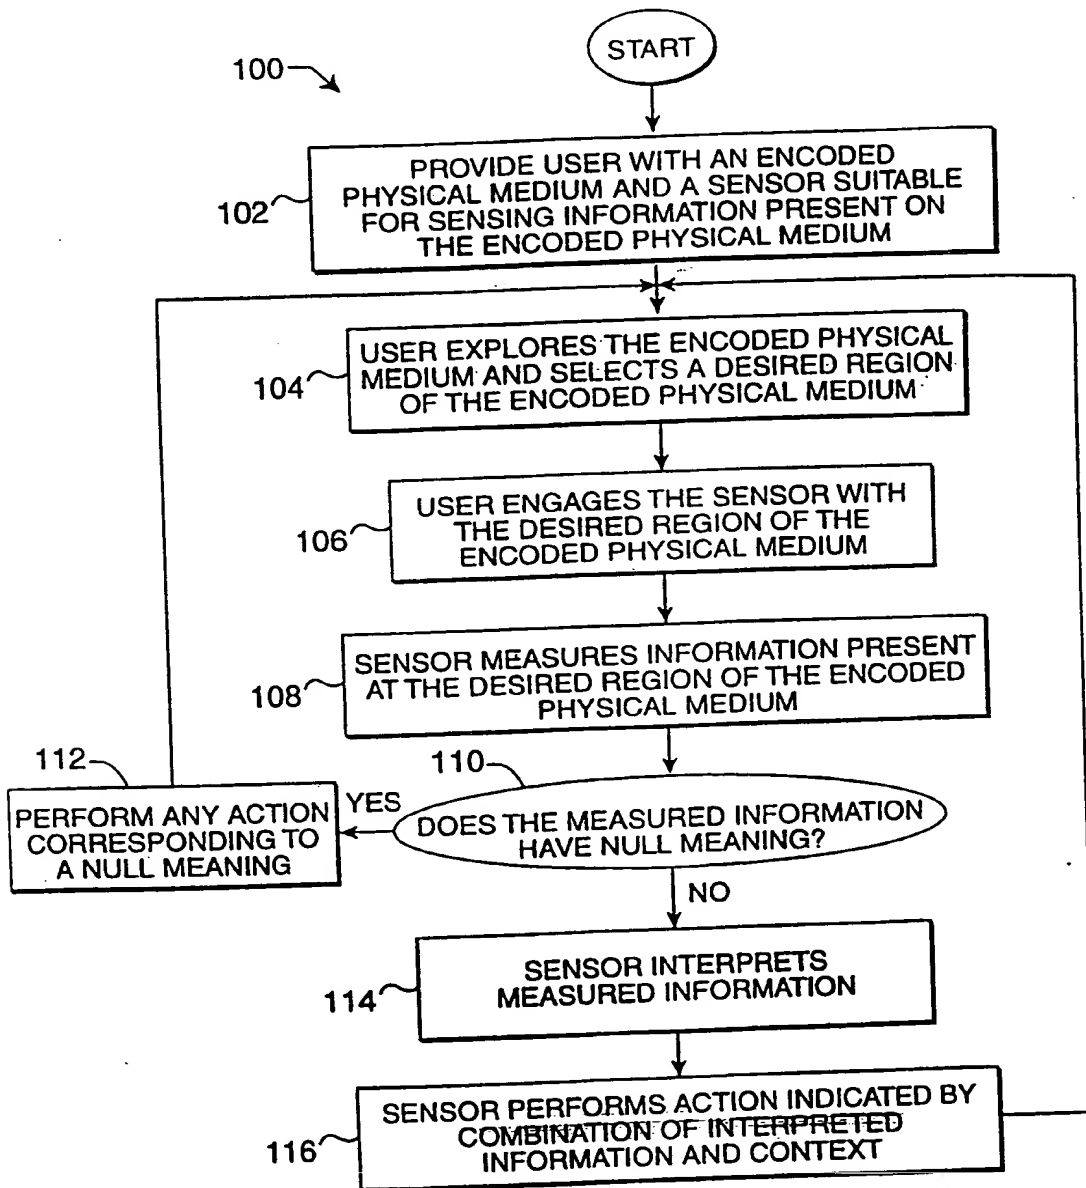 START
100
PROVIDE USER WITH AN ENCODED
PHYSICAL MEDIUM AND A SENSOR SUITABLE
FOR SENSING INFORMATION PRESENT ON
THE ENCODED PHYSICAL MEDIUM
102
USER EXPLORES THE ENCODED PHYSICAL
MEDIUM AND SELECTS A DESIRED REGION
OF THE ENCODED PHYSICAL MEDIUM
104
USER ENGAGES THE SENSOR WITH
THE DESIRED REGION OF THE
ENCODED PHYSICAL MEDIUM
106
SENSOR MEASURES INFORMATION PRESENT
AT THE DESIRED REGION OF THE ENCODED
PHYSICAL MEDIUM
108
110
DOES THE MEASURED INFORMATION
HAVE NULL MEANING?
YES
112
PERFORM ANY ACTION
CORRESPONDING TO
A NULL MEANING
NO
SENSOR INTERPRETS
MEASURED INFORMATION
114
SENSOR PERFORMS ACTION INDICATED BY
COMBINATION OF INTERPRETED
INFORMATION AND CONTEXT
116